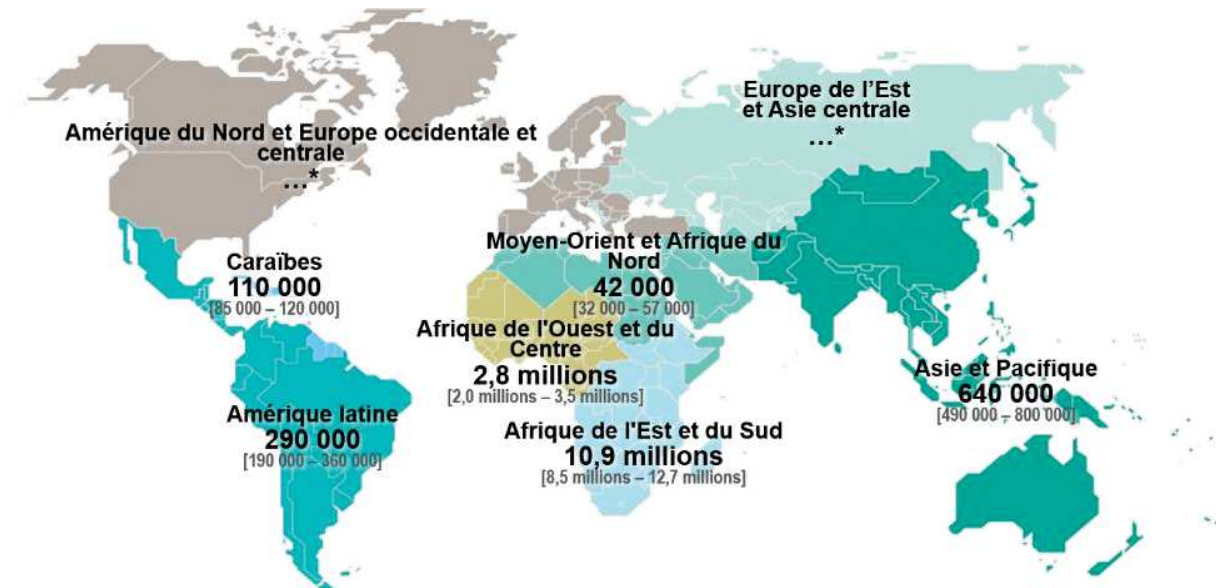 Europe de l'Est
et Asie centrale
...*
Amérique du Nord et Europe occidentale et
centrale
...*
Moyen-Orient et Afrique du
Nord
42 000
[32 000 – 57 000]
Caraïbes
110 000
[85 000 – 120 000]
Afrique de l'Ouest et du
Centre
2,8 millions
[2,0 millions – 3,5 millions]
Asie et Pacifique
640 000
[490 000 – 800 000]
Amérique latine
290 000
[190 000 – 360 000]
Afrique de l'Est et du Sud
10,9 millions
[8,5 millions – 12,7 millions]